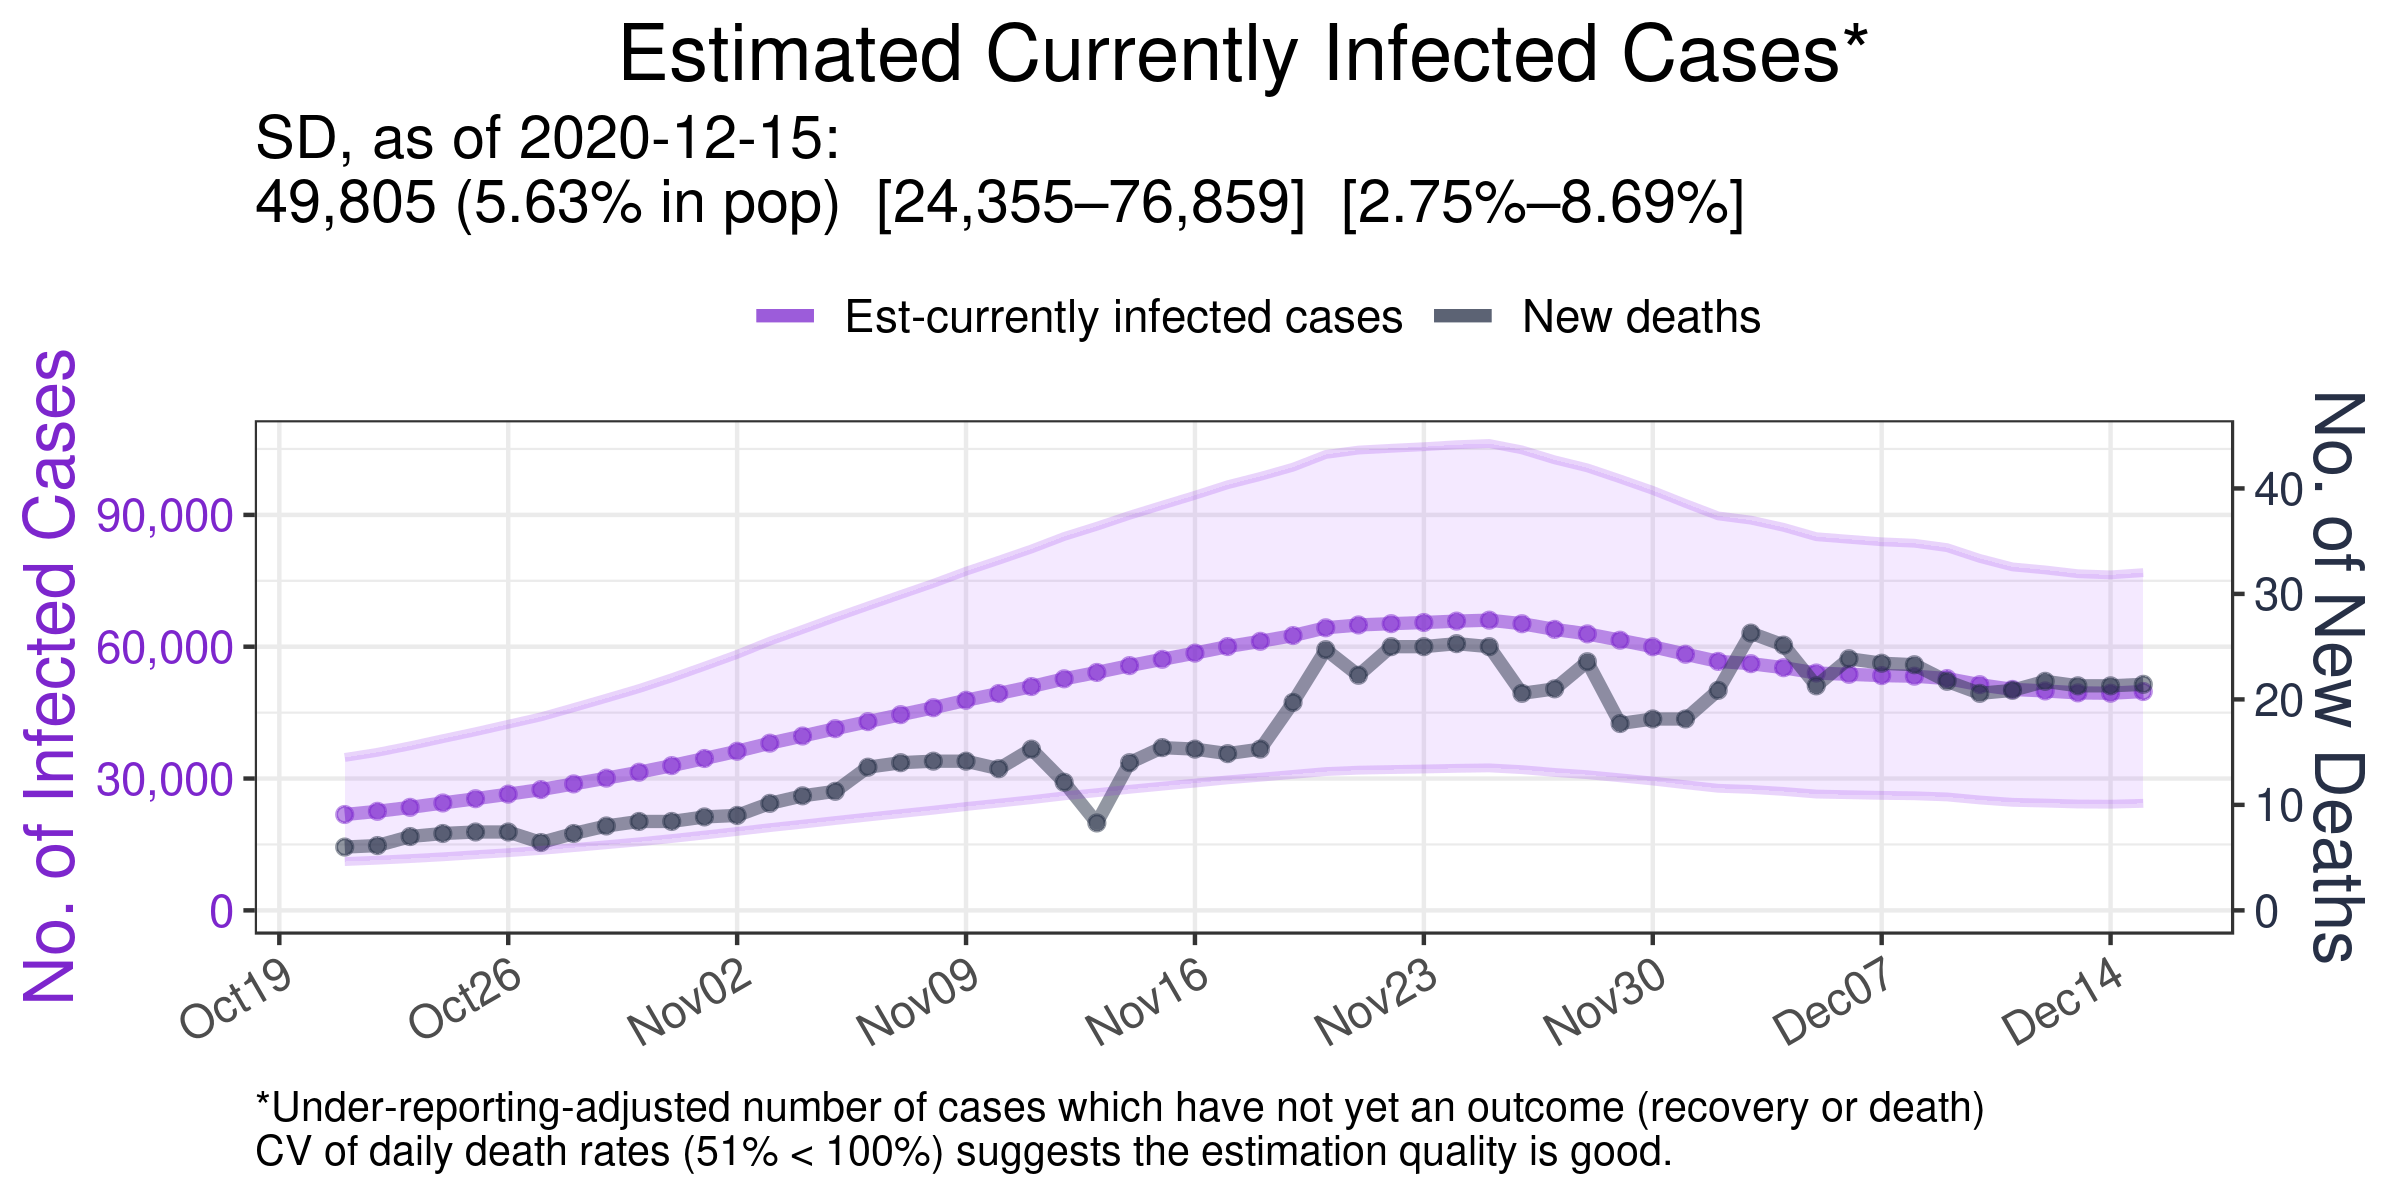 Estimated Currently Infected Cases*
SD, as of 2020-12-15:
49,805 (5.63% in pop)  [24,355–76,859]  [2.75%–8.69%]
Est-currently infected cases
New deaths
No. of Infected Cases
90,000
60,000
30,000
0
No. of New Deaths
40
30
20
10
0
Oct19
Oct26
Nov02
Nov09
Nov16
Nov23
Nov30
Dec07
Dec14
*Under-reporting-adjusted number of cases which have not yet an outcome (recovery or death)
CV of daily death rates (51% < 100%) suggests the estimation quality is good.